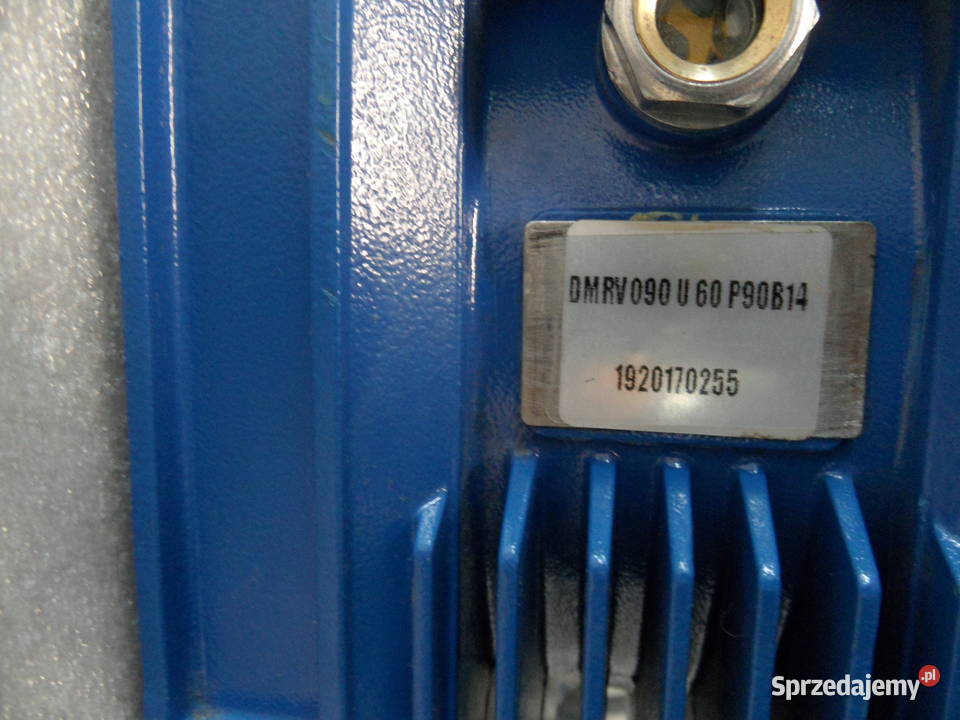 DMRV090 U 60 P90B14
1920170255
Sprzedajemy.pl